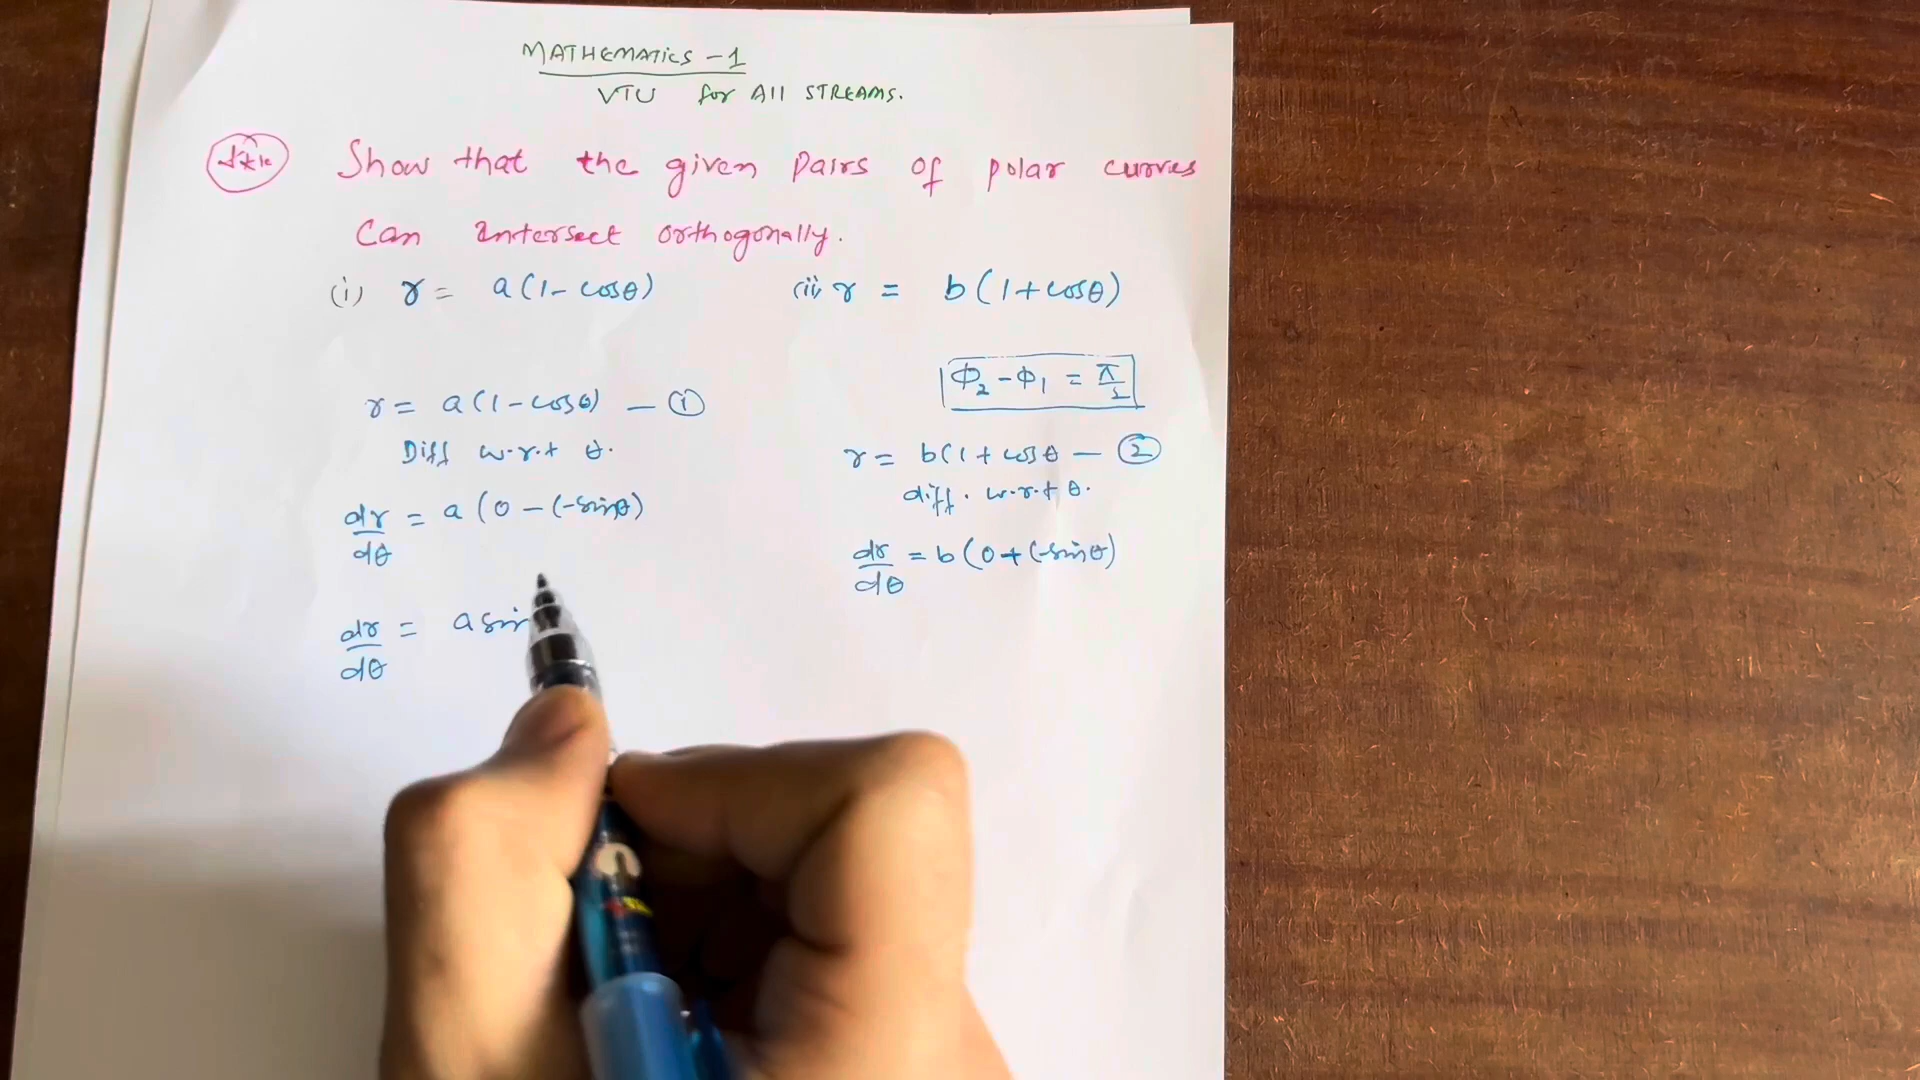 MATHEMATICS - 1
VTU for All STREAMS.
Show that the given Pairs of polar curves
Can Intersect orthogonally.
(i) r = a(1 - cosθ) (ii) r = b(1 + cosθ)
ϕ₂ - ϕ₁ = π/2
r = a(1 - cosθ) — ①
Diff w.r.t θ.
dr/dθ = a(0 - (-sinθ)
dr/dθ = a sin
r = b(1 + cosθ — ②
diff. w.r.t θ.
dr/dθ = b(0 + (-sinθ)